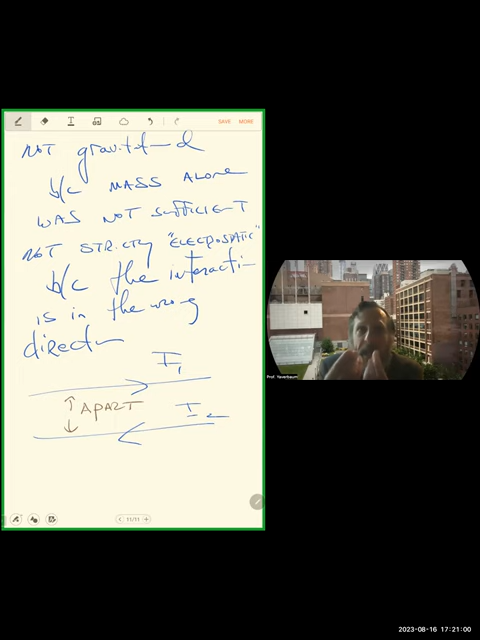 SAVE MORE
NOT gravitational
b/c MASS ALONE
WAS NOT SUFFICIENT
NOT STRICTLY "ELECROSTATIC"
b/c the interaction
is in the wrong
direction
I₁
APART
I₂
11/11
Prof. Yaverbaum
2023-08-16 17:21:00